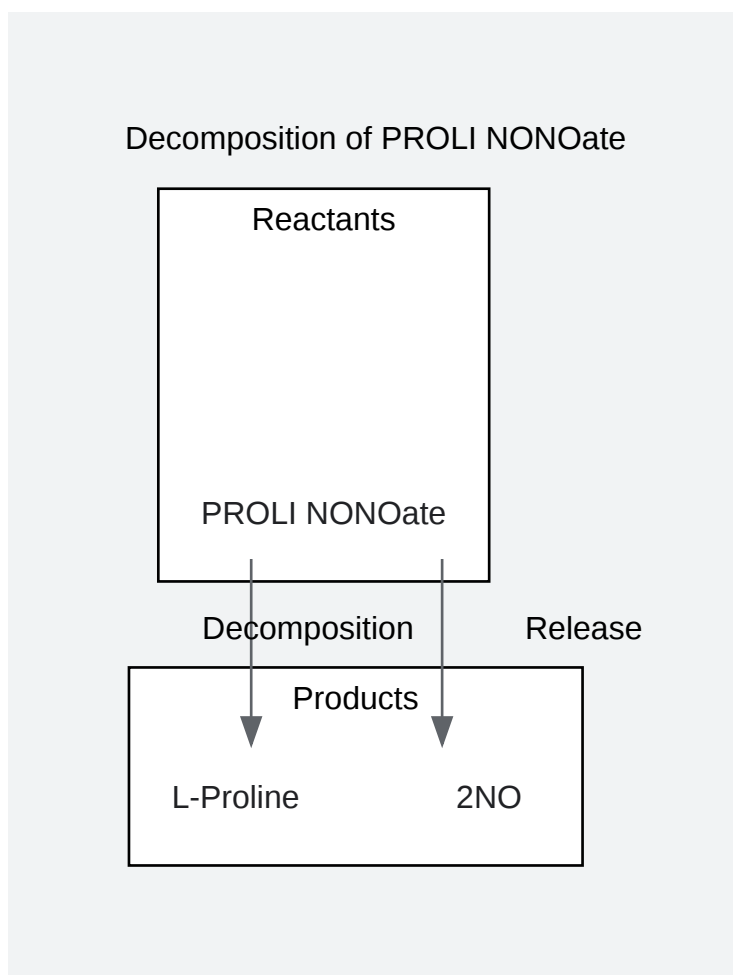 Decomposition of PROLI NONOate
Reactants
PROLI NONOate
Decomposition
Release
Products
L-Proline
2NO